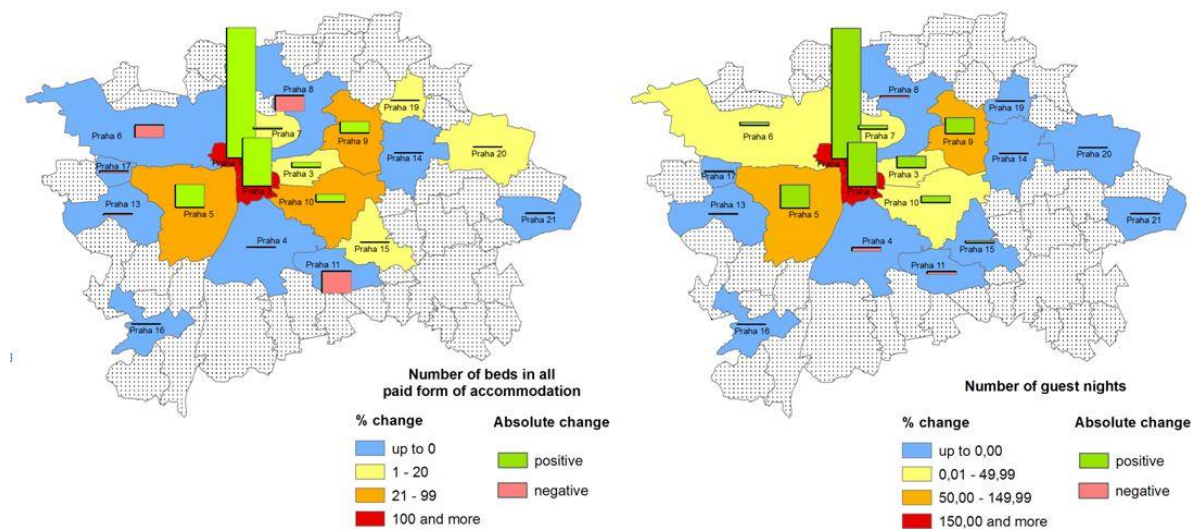 Praha 8
Praha 19
Praha 6
Praha 7
Praha 9
Praha 14
Praha 20
Praha 17
Praha
Praha 3
Praha 13
Praha 5
Praha 10
Praha 21
Praha 4
Praha 15
Praha 11
Praha 16
Number of beds in all
paid form of accommodation
% change
Absolute change
up to 0
positive
1 - 20
negative
21 - 99
100 and more
Praha 8
Praha 19
Praha 6
Praha 7
Praha 9
Praha 14
Praha 20
Praha 17
Praha
Praha 3
Praha 13
Praha 5
Praha 10
Praha 21
Praha 4
Praha 15
Praha 11
Praha 16
Number of guest nights
% change
Absolute change
up to 0,00
positive
0,01 - 49,99
negative
50,00 - 149,99
150,00 and more